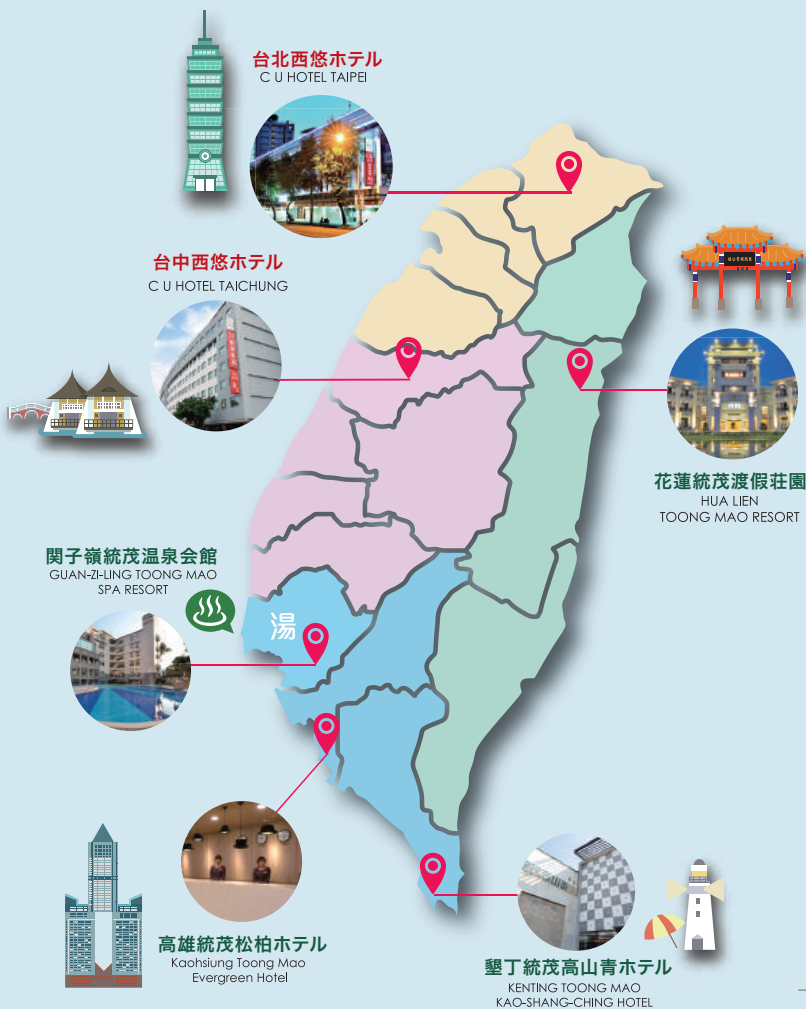 台北西悠ホテル
C U HOTEL TAIPEI
台中西悠ホテル
C U HOTEL TAICHUNG
花蓮統茂渡假荘園
HUA LIEN
TOONG MAO RESORT
関子嶺統茂温泉会館
GUAN-ZI-LING TOONG MAO
SPA RESORT
湯
高雄統茂松柏ホテル
Kaohsiung Toong Mao
Evergreen Hotel
墾丁統茂高山青ホテル
KENTING TOONG MAO
KAO-SHANG-CHING HOTEL